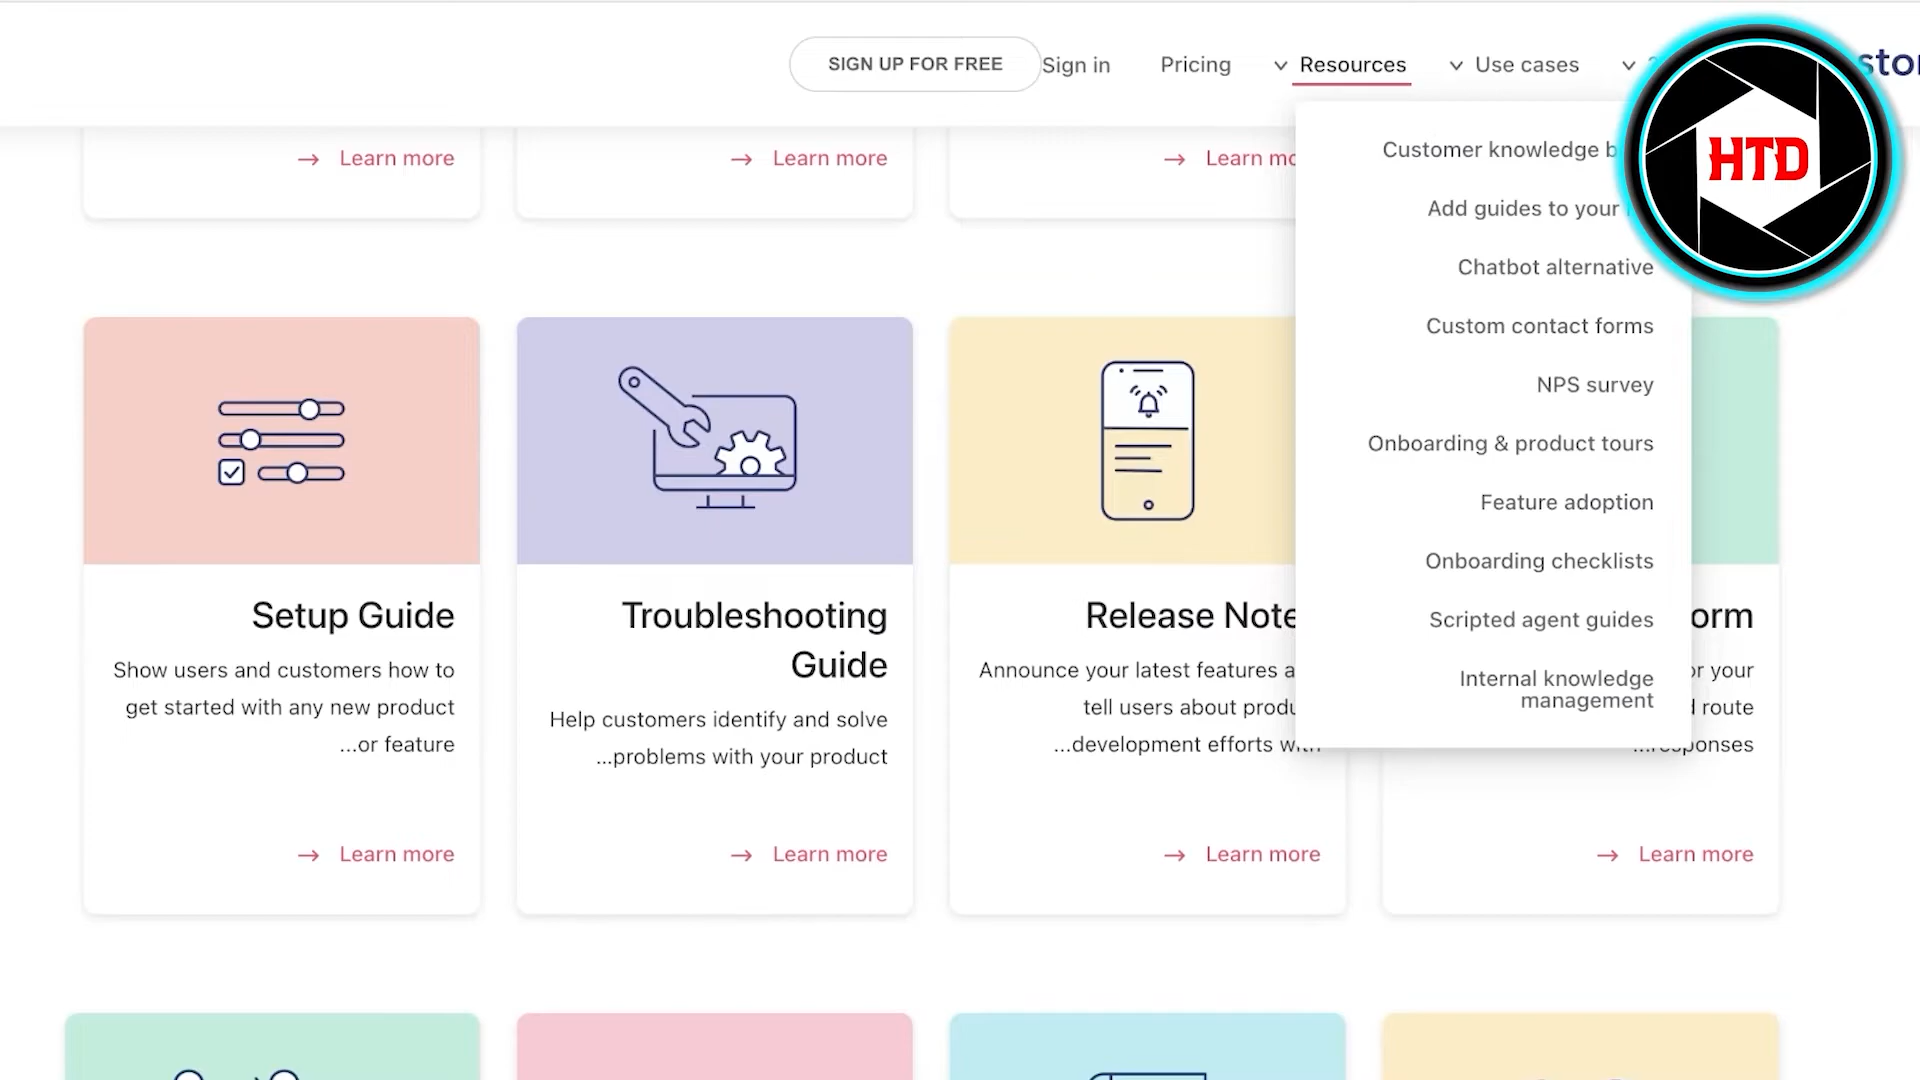 SIGN UP FOR FREE
Sign in
Pricing
Resources
Use cases
HTD
Learn more
Learn more
Learn
Customer knowledge
Add guides to your
Chatbot alternative
Custom contact forms
NPS survey
Onboarding & product tours
Feature adoption
Onboarding checklists
Scripted agent guides
Internal knowledge
management
Setup Guide
Show users and customers how to
get started with any new product
...or feature
Learn more
Troubleshooting
Guide
Help customers identify and solve
...problems with your product
Learn more
Release
Announce your latest features
tell users about
...development efforts
Learn more
your
route
Learn more